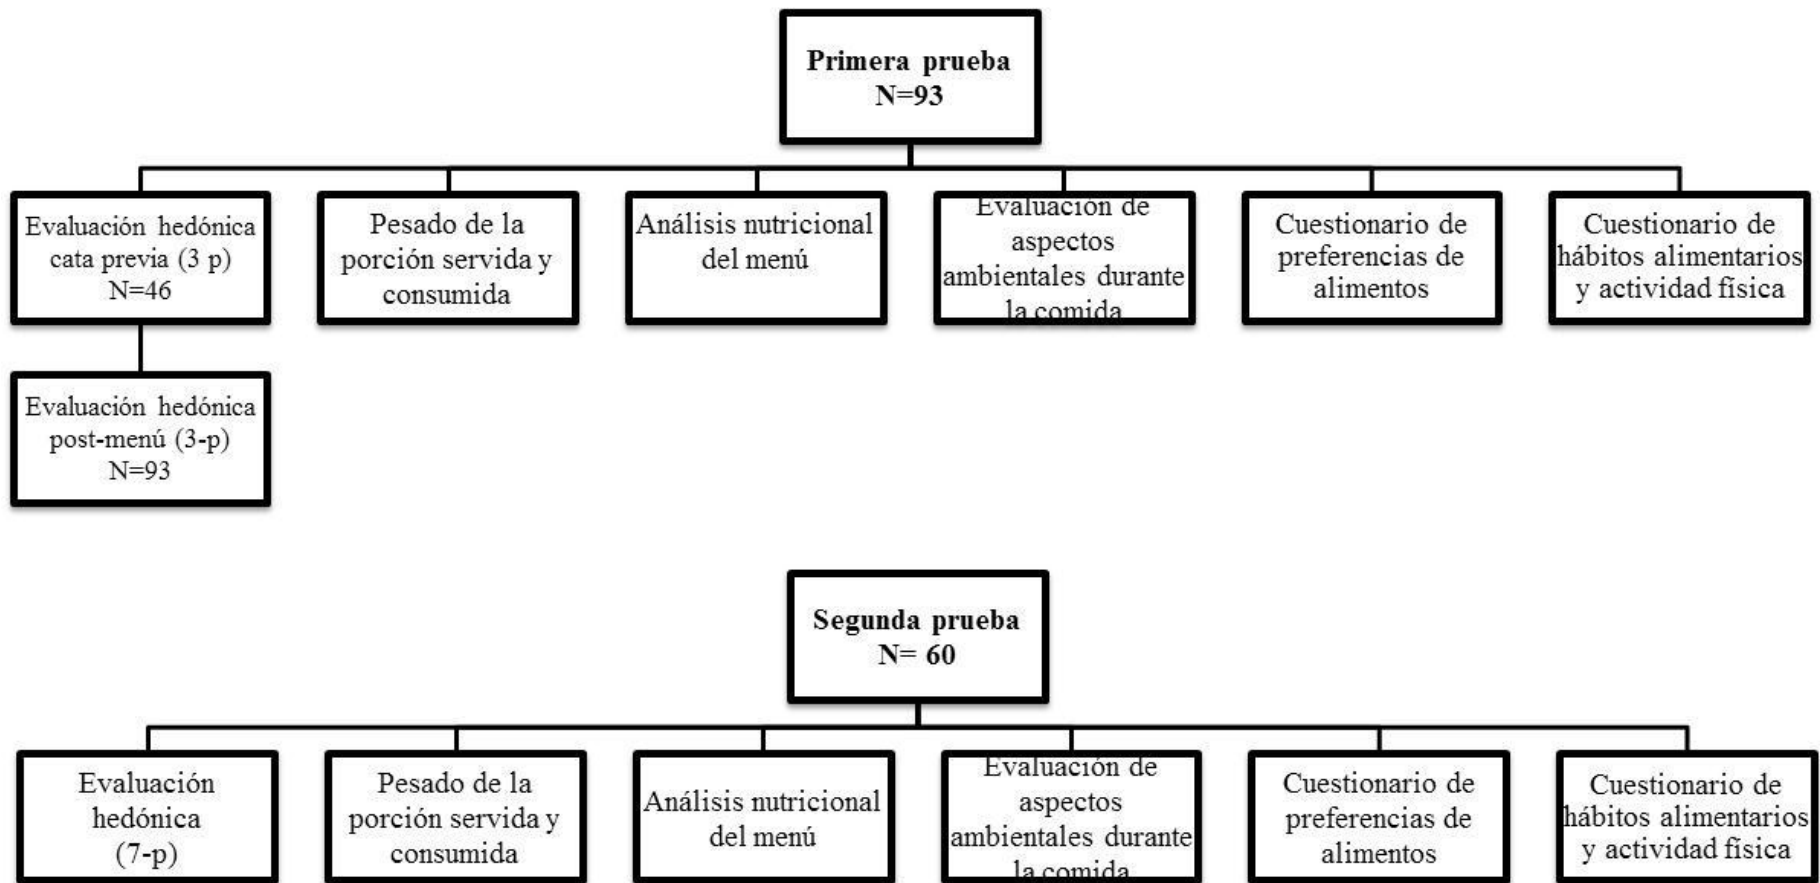 Primera prueba
N=93
Evaluación hedónica
cata previa (3 p)
N=46
Pesado de la
porción servida y
consumida
Análisis nutricional
del menú
Evaluación de
aspectos
ambientales durante
la comida
Cuestionario de
preferencias de
alimentos
Cuestionario de
hábitos alimentarios
y actividad física
Evaluación hedónica
post-menú (3-p)
N=93
Segunda prueba
N= 60
Evaluación
hedónica
(7-p)
Pesado de la
porción servida y
consumida
Análisis nutricional
del menú
Evaluación de
aspectos
ambientales durante
la comida
Cuestionario de
preferencias de
alimentos
Cuestionario de
hábitos alimentarios
y actividad física